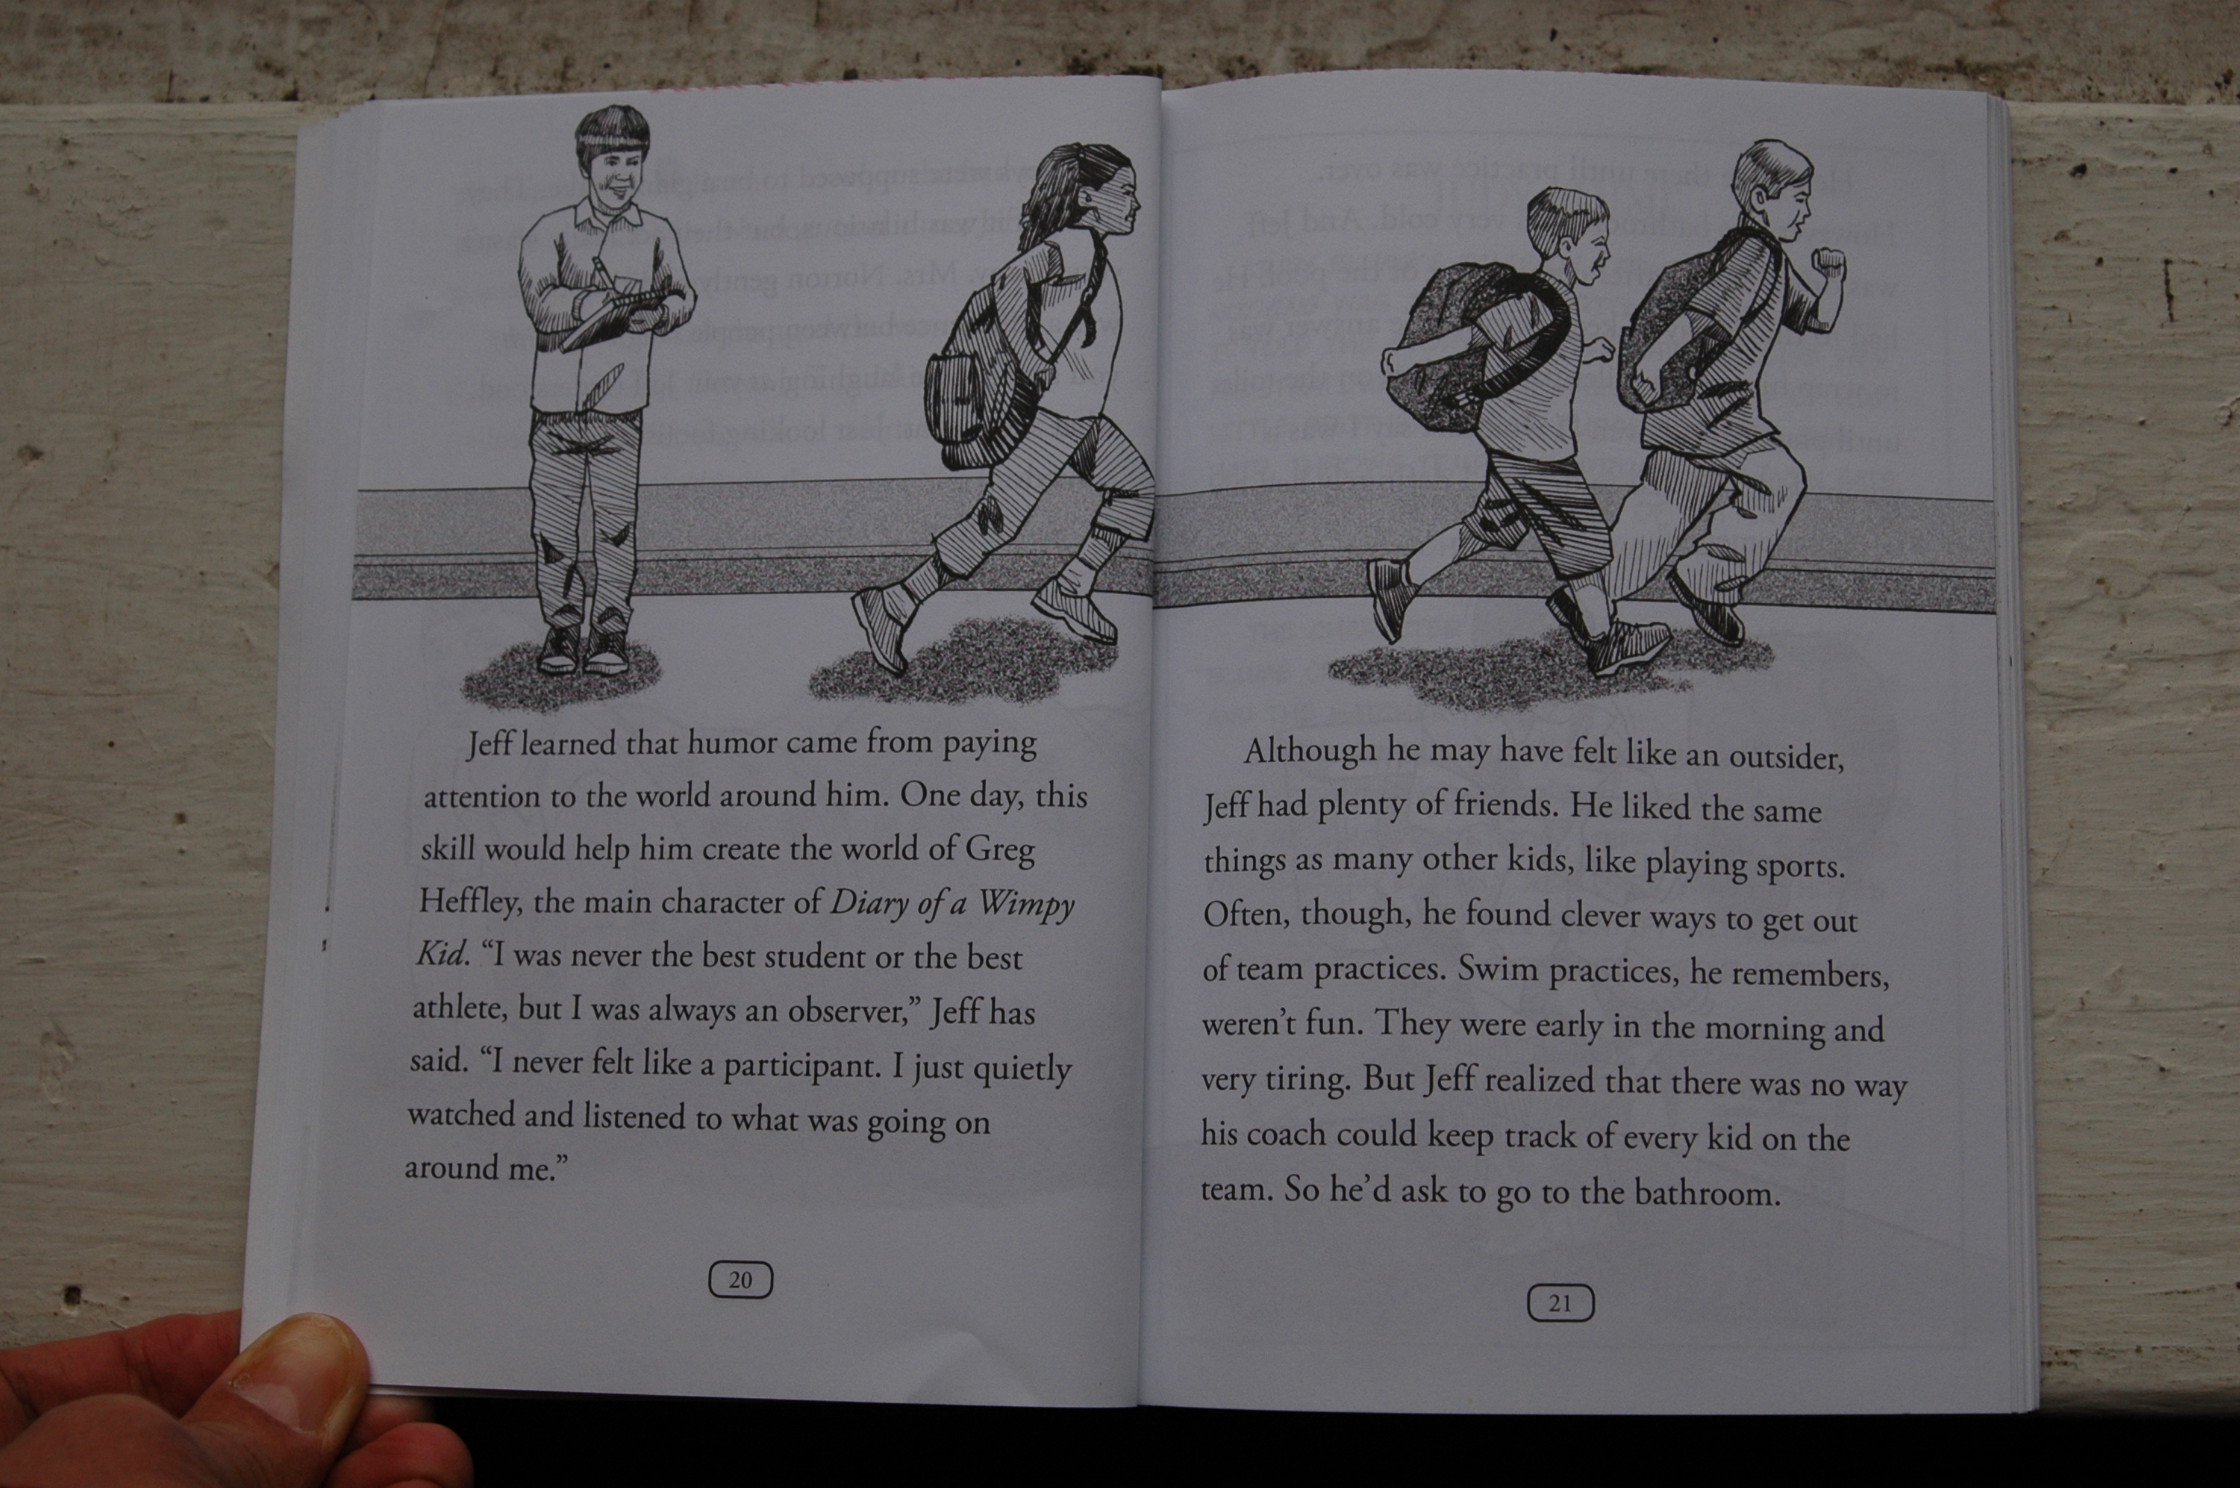 Jeff learned that humor came from paying
attention to the world around him. One day, this
skill would help him create the world of Greg
Heffley, the main character of Diary of a Wimpy
Kid. “I was never the best student or the best
athlete, but I was always an observer,” Jeff has
said. “I never felt like a participant. I just quietly
watched and listened to what was going on
around me.”
20
Although he may have felt like an outsider,
Jeff had plenty of friends. He liked the same
things as many other kids, like playing sports.
Often, though, he found clever ways to get out
of team practices. Swim practices, he remembers,
weren’t fun. They were early in the morning and
very tiring. But Jeff realized that there was no way
his coach could keep track of every kid on the
team. So he’d ask to go to the bathroom.
21